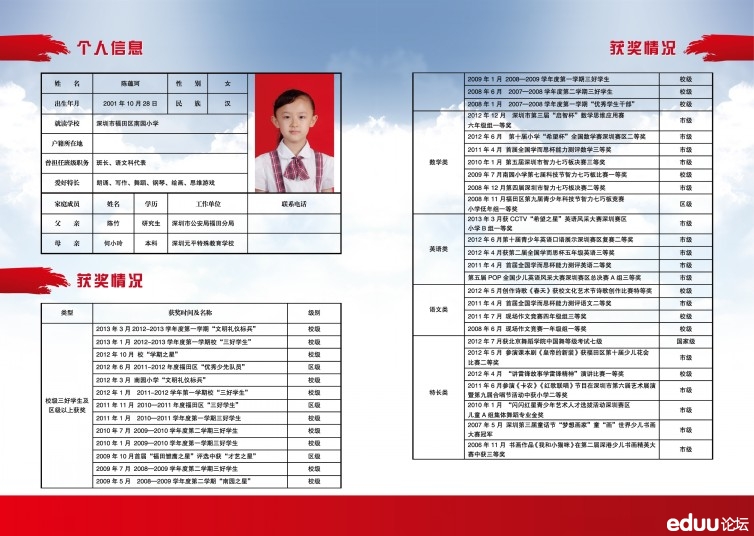 个人信息
姓 名 陈蕴珂 性 别 女
出生年月 2001 年 10 月 28 日 民 族 汉
就读学校 深圳市福田区南园小学
户籍所在地
曾担任班级职务 班长、语文科代表
爱好特长 朗诵、写作、舞蹈、钢琴、绘画、思维游戏
家庭成员 姓名 学历 工作单位 联系电话
父 亲 陈竹 研究生 深圳市公安局福田分局
母 亲 何小玲 本科 深圳元平特殊教育学校
获奖情况
类型 获奖时间及名称 级别
校级三好学生及
区级以上获奖
2013 年 3 月 2012–2013 学年度第一学期 “文明礼仪标兵” 校级
2013 年 1 月 2012–2013 学年度第一学期校 “三好学生” 校级
2012 年 10 月 校 “学期之星” 校级
2012 年 6 月 2011–2012 年度福田区 “优秀少先队员” 区级
2012 年 3 月 南园小学 “文明礼仪标兵” 校级
2012 年 1 月 2011–2012 学年第一学期校 “三好学生” 校级
2011 年 11 月 2010—2011 年度福田区 “三好学生” 区级
2011 年 1 月 2010—2011 学年度第一学期三好学生 校级
2010 年 7 月 2009—2010 学年度第二学期三好学生 校级
2010 年 1 月 2009—2010 学年度第一学期三好学生 校级
2009 年 10 月首届 “福田雏鹰之星” 评选中获 “才艺之星” 区级
2009 年 7 月 2008—2009 学年度第二学期三好学生 校级
2009 年 5 月 2008—2009 学年度第二学期 “南园之星” 校级
获奖情况
2009 年 1 月 2008—2009 学年度第一学期三好学生 校级
2008 年 6 月 2007—2008 学年度第二学期三好学生 校级
2008 年 1 月 2007—2008 学年度第一学期 “优秀学生干部” 校级
数学类
2012 年 12 月 深圳市第三届 “启智杯” 数学思维应用赛
六年级组一等奖 市级
2012 年 6 月 第十届小学 “希望杯” 全国数学赛深圳赛区二等奖 市级
2011 年 4 月 首届全国学而思杯能力测评数学三等奖 市级
2010 年 1 月 第五届深圳市智力七巧板决赛三等奖 市级
2009 年 7 月南园小学第七届科技节智力七巧板比赛一等奖 校级
2008 年 12 月第四届深圳市智力七巧板决赛二等奖 市级
2008 年 11 月福田区第九届青少年科技节智力七巧板竞赛
小学低年组一等奖 区级
英语类
2013 年 3 月获 CCTV “希望之星” 英语风采大赛深圳赛区
小学 B 组一等奖 市级
2012 年 6 月第十届青少年英语口语展示深圳赛区复赛二等奖 市级
2012 年 4 月获第二届全国学而思杯五年级英语三等奖 市级
2011 年 4 月 首届全国学而思杯能力测评英语二等奖 市级
第五届 POP 全国少儿英语风采大赛深圳赛区总决赛 A 组三等奖 市级
语文类
2012 年 5 月创作诗歌《春天》获校文化艺术节诗歌创作比赛特等奖 校级
2011 年 4 月 首届全国学而思杯能力测评语文二等奖 市级
2011 年 7 月 现场作文竞赛四年级组三等奖 校级
2008 年 6 月 现场作文竞赛一年级组一等奖 校级
特长类
2012 年 7 月获北京舞蹈学院中国舞等级考试七级 国家级
2012 年 5 月 参演课本剧《皇帝的新装》获福田区第十届少儿花会
比赛二等奖 市级
2012 年 4 月 “讲雷锋故事学雷锋精神” 演讲比赛一等奖 校级
2011 年 6 月参演《卡农》《红歌联唱》节目在深圳市第六届艺术展演
暨第九届合唱节活动中获小学二等奖 市级
2010 年 1 月 “闪闪红星青少年艺术人才选拔活动深圳赛区
儿童 A 组集体舞蹈专业金奖 市级
2007 年 5 月 深圳第三届童话节 “梦想画家” 童 “画” 世界少儿书画
大赛冠军 市级
2006 年 11 月 书画作品《我和小猫咪》在第二届深港少儿书画精英大
赛中获三等奖 市级
eduu论坛